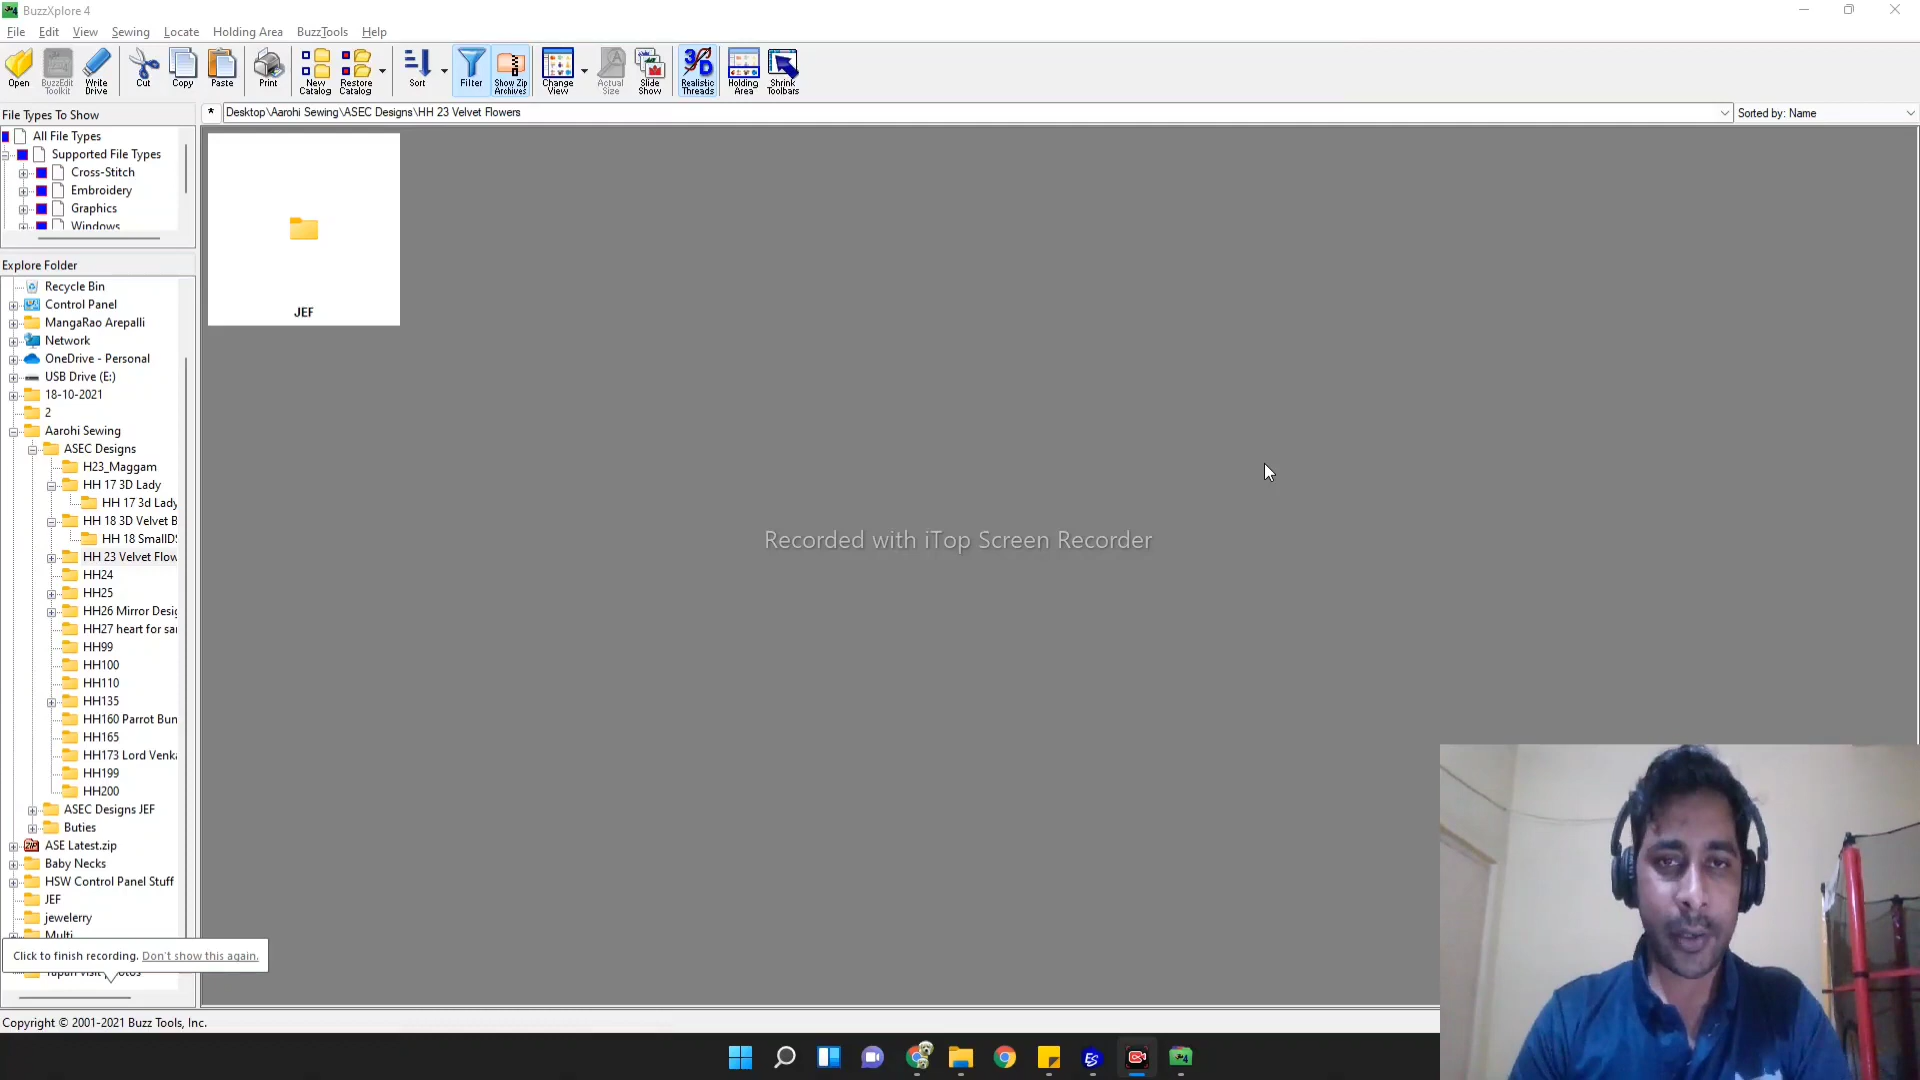 BuzzXplore 4
File Edit View Sewing Locate Holding Area BuzzTools Help
Open BuzzEdit Toolkit Write Drive Cut Copy Paste Print New Catalog Restore Catalog Sort Filter Show Zip Archives Change View Actual Size Slide Show Realistic Threads Holding Area Shrink Toolbars
File Types To Show
* Desktop\Aarohi Sewing\ASEC Designs\HH 23 Velvet Flowers Sorted by: Name
All File Types
Supported File Types
Cross-Stitch
Embroidery
Graphics
Windows
JEF
Explore Folder
Recycle Bin
Control Panel
MangaRao Arepalli
Network
OneDrive - Personal
USB Drive (E:)
18-10-2021
2
Aarohi Sewing
ASEC Designs
H23_Maggam
HH 17 3D Lady
HH 17 3d Lady
HH 18 3D Velvet B
HH 18 SmallD
HH 23 Velvet Flow
HH24
HH25
HH26 Mirror Desig
HH27 heart for sar
HH99
HH100
HH110
HH135
HH160 Parrot Bun
HH165
HH173 Lord Venka
HH199
HH200
ASEC Designs JEF
Buties
ASE Latest.zip
Baby Necks
HSW Control Panel Stuff
JEF
jewelerry
Multi
Click to finish recording. Don't show this again.
Recorded with iTop Screen Recorder
Copyright © 2001-2021 Buzz Tools, Inc.